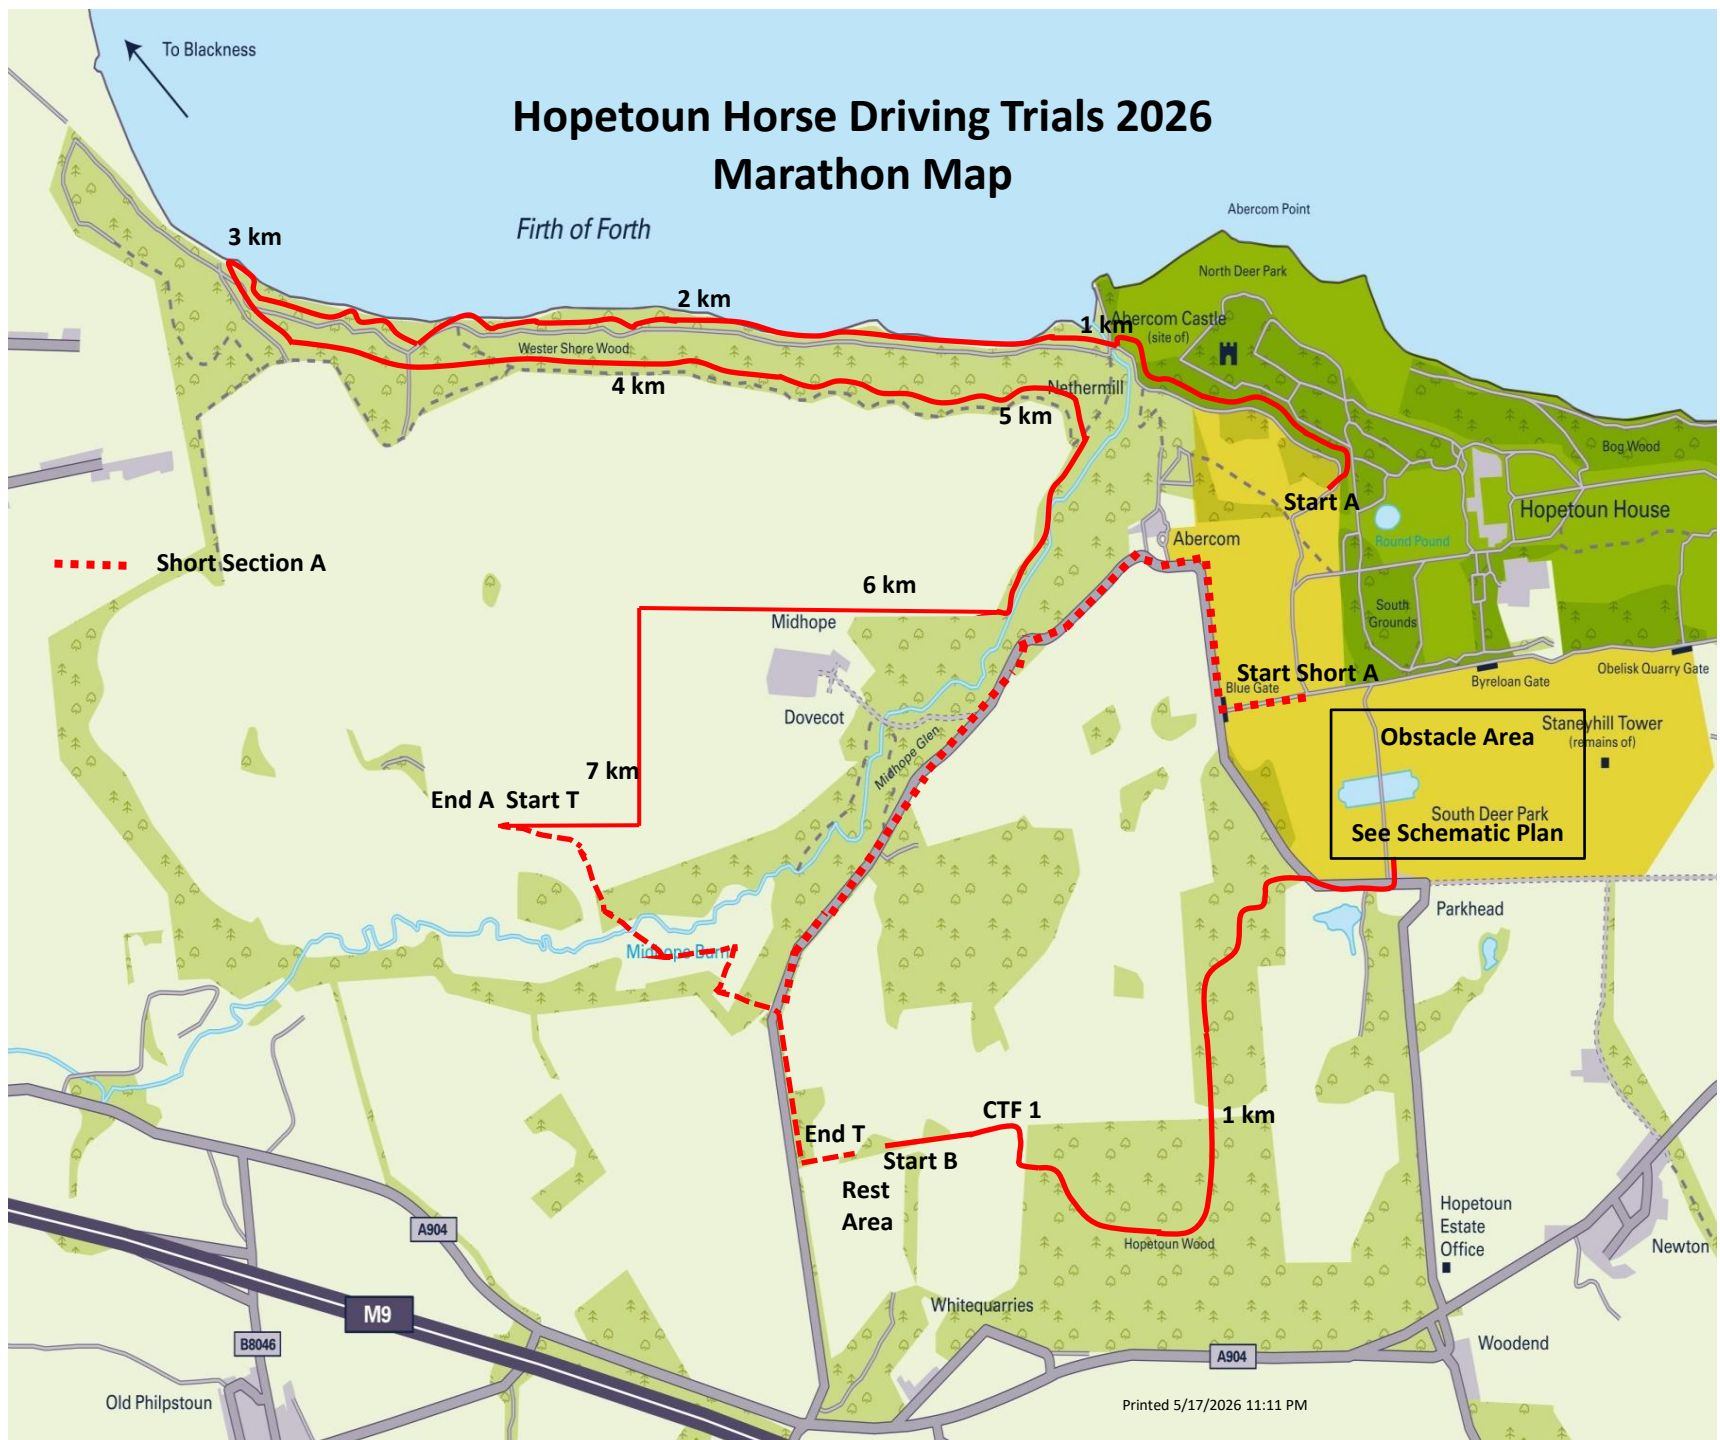 To Blackness
Hopetoun Horse Driving Trials 2026
Marathon Map
Abercorn Point
Firth of Forth
3 km
North Deer Park
2 km
Abercorn Castle
(site of)
1 km
Wester Shore Wood
4 km
Nethermill
5 km
Bog Wood
Start A
Hopetoun House
Abercorn
Round Pound
Short Section A
6 km
Midhope
South
Grounds
Start Short A
Blue Gate
Byreloan Gate
Obelisk Quarry Gate
Dovecot
Midhope Glen
Obstacle Area
Staneyhill Tower
(remains of)
7 km
End A Start T
South Deer Park
See Schematic Plan
Parkhead
Midhope Burn
CTF 1
1 km
End T
Start B
Rest
Area
Hopetoun
Estate
Office
Newton
A904
Hopetoun Wood
M9
Whitequarries
B8046
A904
Woodend
Old Philpstoun
Printed 5/17/2026 11:11 PM